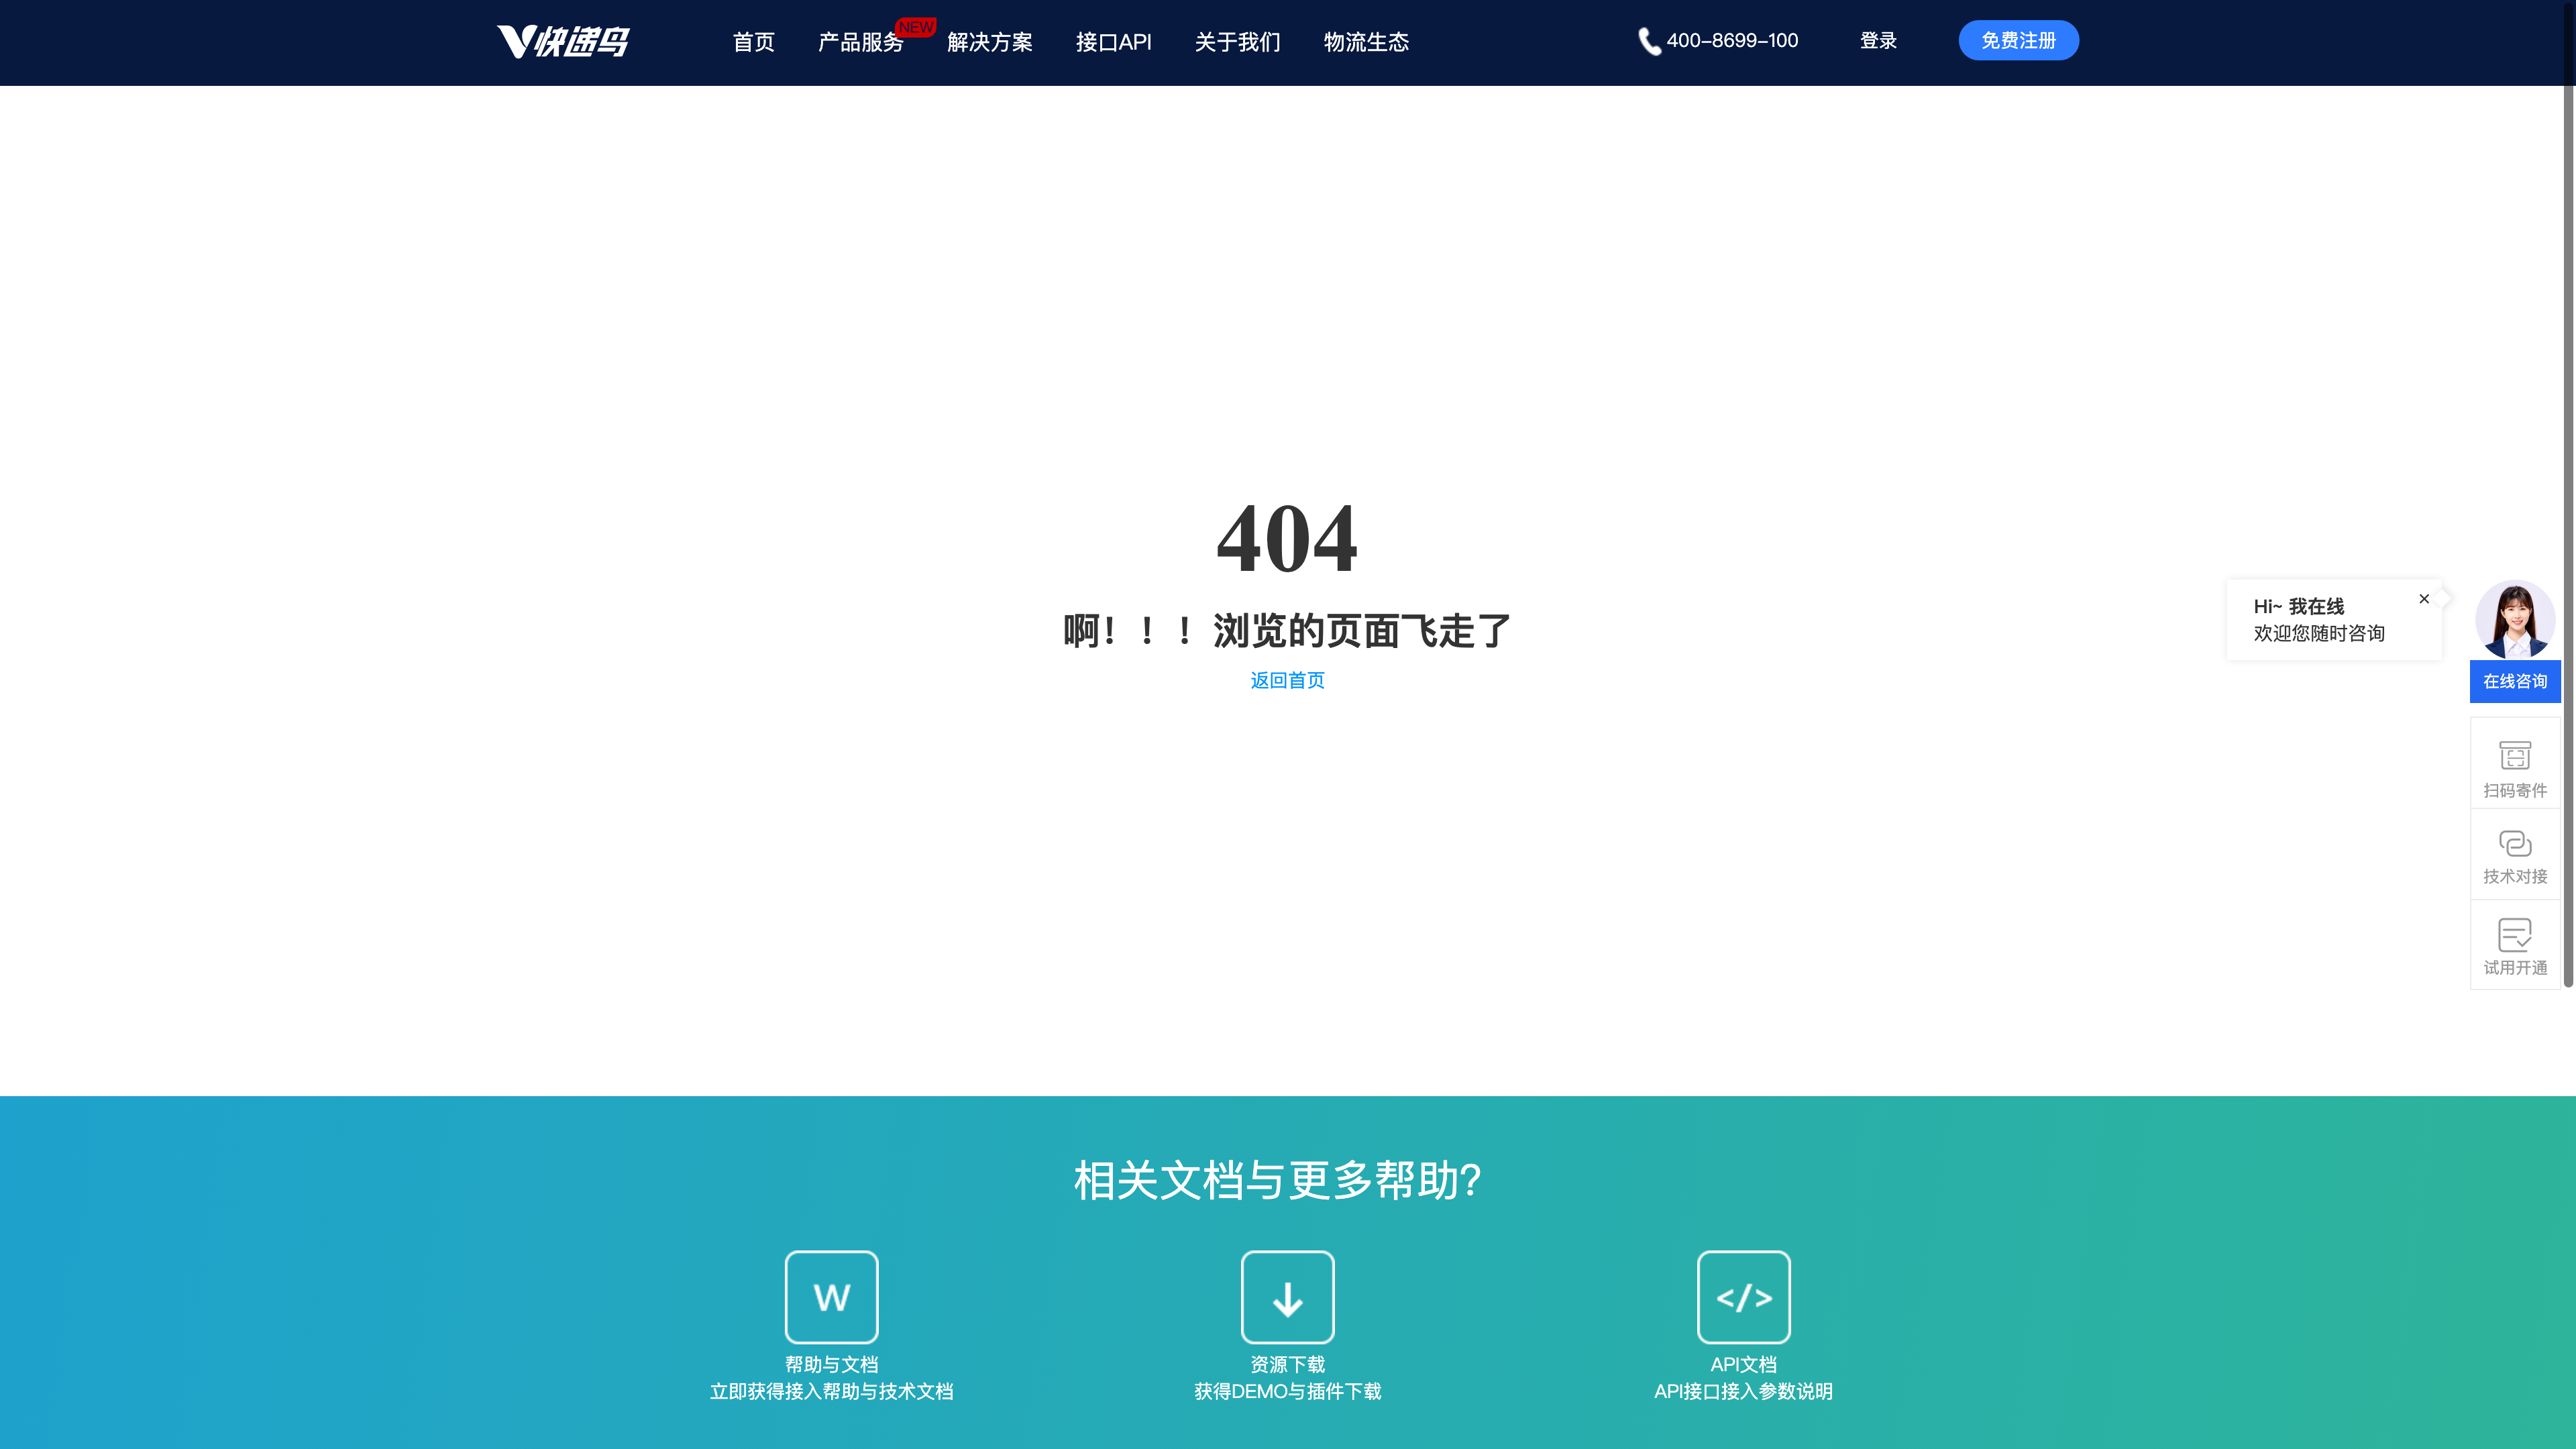 快递鸟
首页
产品服务
NEW
解决方案
接口API
关于我们
物流生态
400-8699-100
登录
免费注册
404
啊！！！浏览的页面飞走了
返回首页
Hi~ 我在线
欢迎您随时咨询
在线咨询
扫码寄件
技术对接
试用开通
相关文档与更多帮助?
W
帮助与文档
立即获得接入帮助与技术文档
资源下载
获得DEMO与插件下载
</>
API文档
API接口接入参数说明